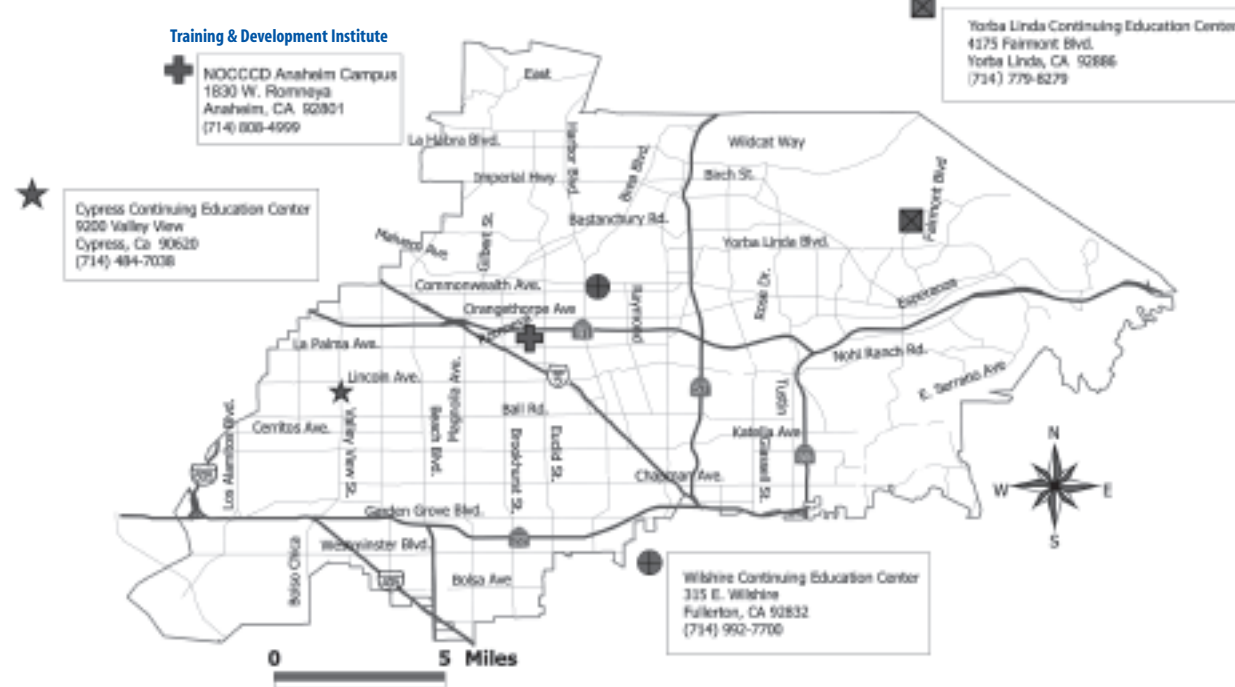 Training & Development Institute
NOCCCD Anaheim Campus
1830 W. Romneya
Anaheim, CA 92801
(714) 808-4999
Yorba Linda Continuing Education Center
4175 Fairmont Blvd.
Yorba Linda, CA 92886
(714) 779-8279
Cypress Continuing Education Center
9200 Valley View
Cypress, Ca 90620
(714) 484-7038
East
La Habra Blvd.
Harbor Blvd.
Wildcat Way
Imperial Hwy
Brea Blvd.
Birch St.
Fairmont Blvd
Bastanchury Rd.
Malvern Ave
Gilbert St.
Yorba Linda Blvd.
Commonwealth Ave.
Raymond
Rose Dr.
Esperanza
Orangethorpe Ave
La Palma Ave.
Nohl Ranch Rd.
Lincoln Ave.
Magnolia Ave.
E. Serrano Ave
Tustin
Los Alamitos Blvd.
Valley View St.
Beach Blvd.
Ball Rd.
Cerritos Ave.
Brookhurst St.
Euclid St.
Katella Ave
Glassell St.
Chapman Ave.
N
W
E
S
Garden Grove Blvd.
Westminster Blvd.
Bolsa Chica
Bolsa Ave
Wilshire Continuing Education Center
315 E. Wilshire
Fullerton, CA 92832
(714) 992-7700
0 5 Miles